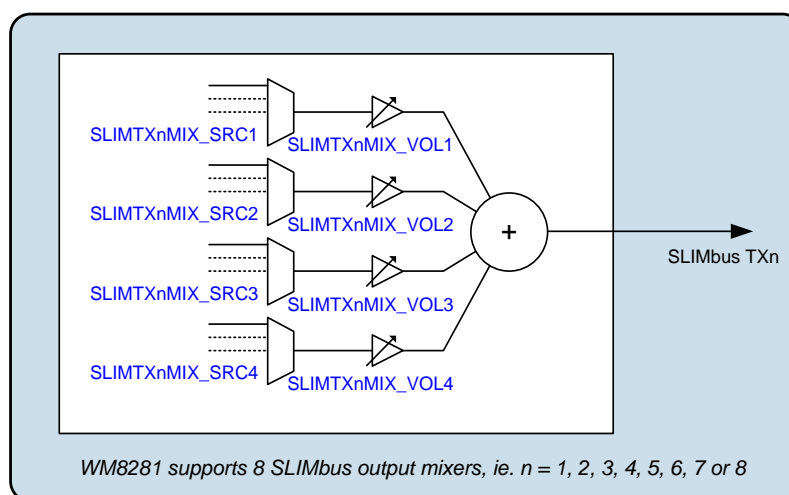 SLIMTXnMIX_SRC1
SLIMTXnMIX_VOL1
SLIMTXnMIX_SRC2
SLIMTXnMIX_VOL2
+
SLIMbus TXn
SLIMTXnMIX_SRC3
SLIMTXnMIX_VOL3
SLIMTXnMIX_SRC4
SLIMTXnMIX_VOL4
WM8281 supports 8 SLIMbus output mixers, ie. n = 1, 2, 3, 4, 5, 6, 7 or 8